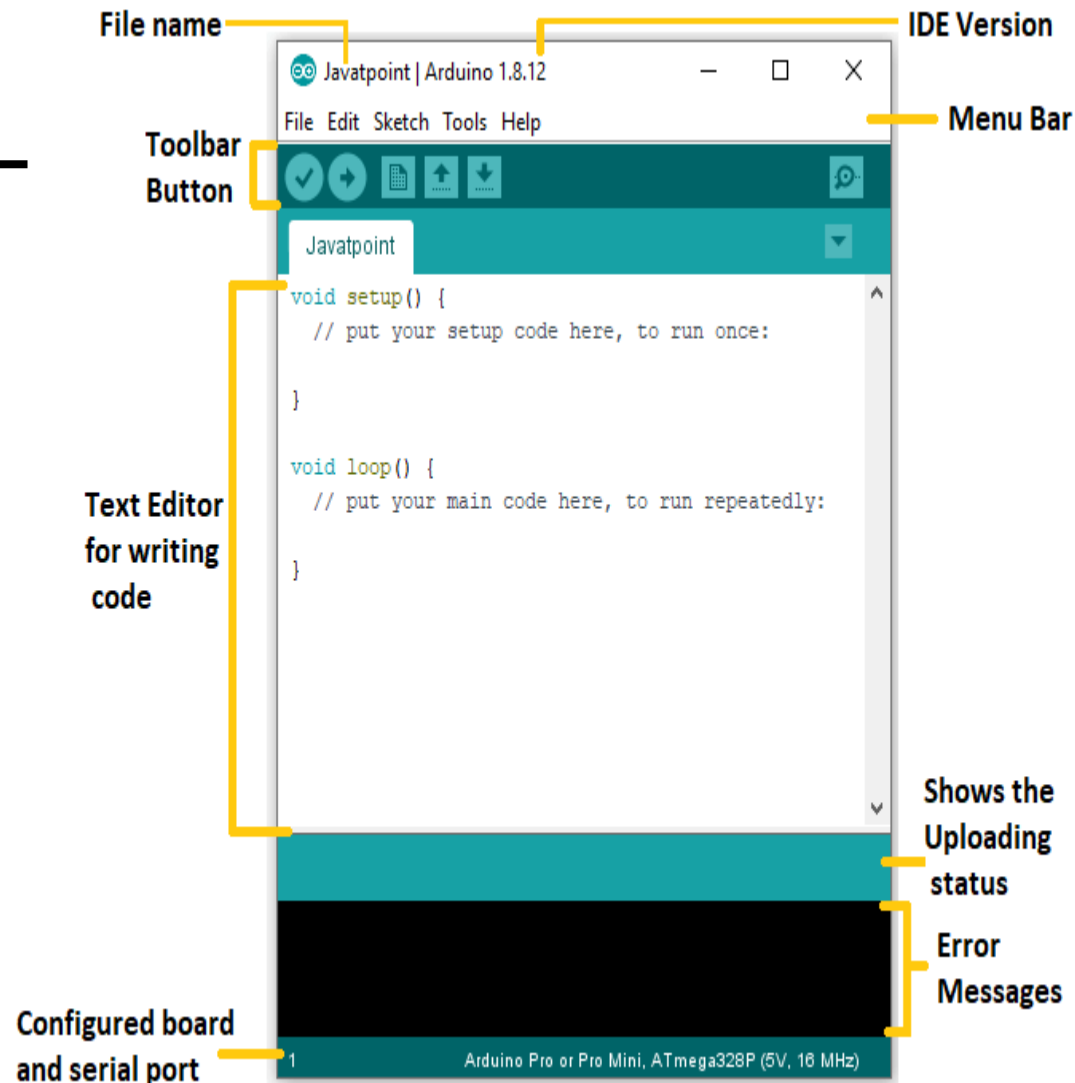 File name
IDE Version
Javatpoint | Arduino 1.8.12
File Edit Sketch Tools Help
Menu Bar
Toolbar
Button
Javatpoint
void setup() {
// put your setup code here, to run once:
}
void loop() {
// put your main code here, to run repeatedly:
}
Text Editor
for writing
code
Shows the
Uploading
status
Error
Messages
Configured board
and serial port
1
Arduino Pro or Pro Mini, ATmega328P (5V, 16 MHz)